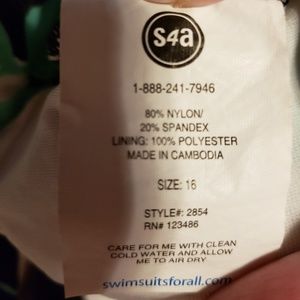 s4a
1-888-241-7946
80% NYLON/
20% SPANDEX
LINING: 100% POLYESTER
MADE IN CAMBODIA
SIZE: 16
STYLE#: 2854
RN# 123486
CARE FOR ME WITH CLEAN
COLD WATER AND ALLOW
ME TO AIR DRY.
swimsuitsforall.com